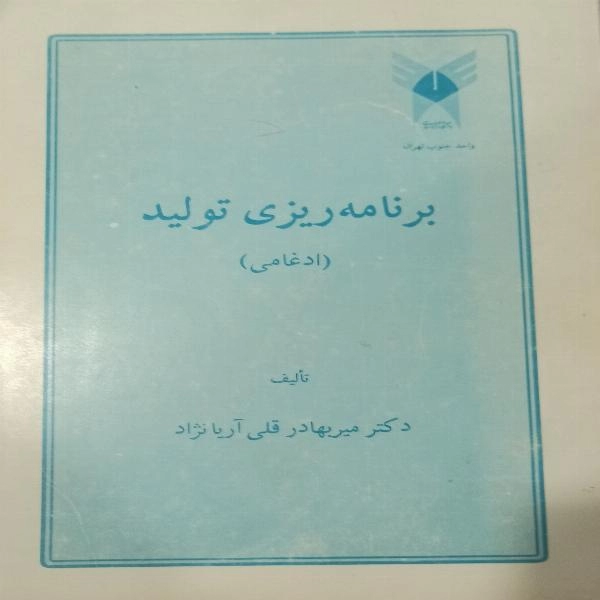 واحد جنوب تهران
برنامه‌ریزی تولید
(ادغامی)
تألیف
دکتر میربهادر قلی آریانژاد